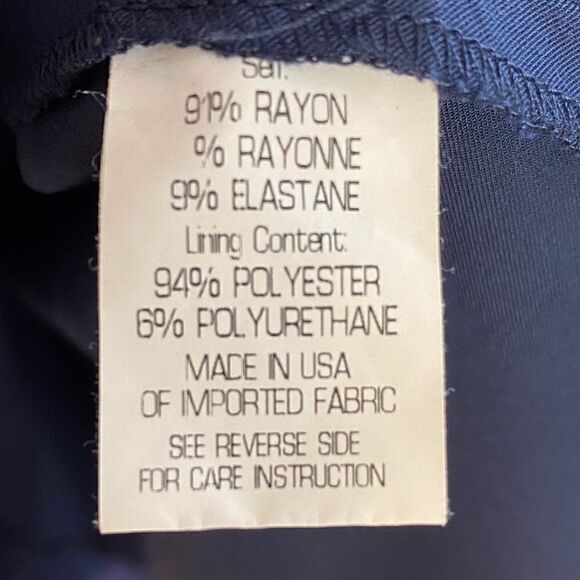 Self:
91% RAYON
% RAYONNE
9% ELASTANE
Lining Content:
94% POLYESTER
6% POLYURETHANE
MADE IN USA
OF IMPORTED FABRIC
SEE REVERSE SIDE
FOR CARE INSTRUCTION